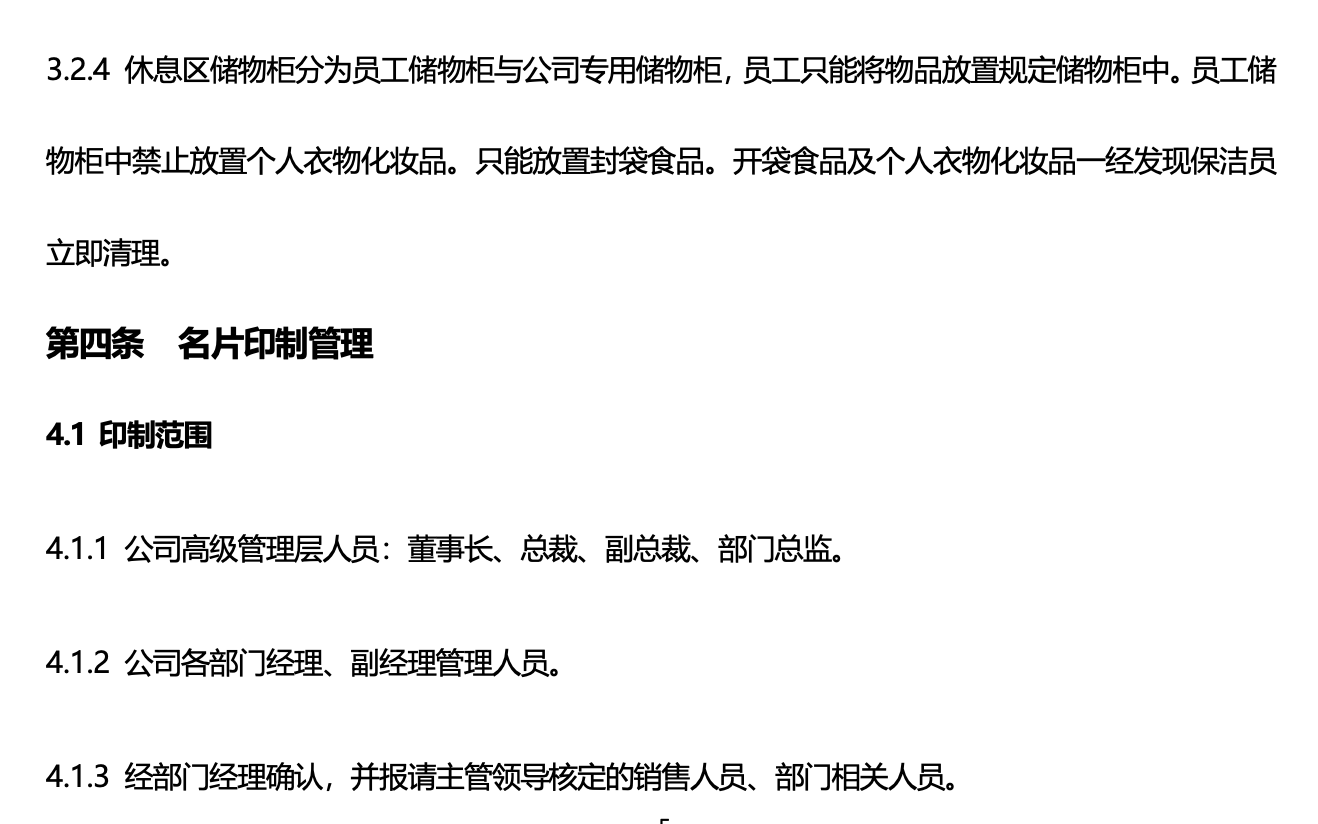 3.2.4 休息区储物柜分为员工储物柜与公司专用储物柜，员工只能将物品放置规定储物柜中。员工储
物柜中禁止放置个人衣物化妆品。只能放置封袋食品。开袋食品及个人衣物化妆品一经发现保洁员
立即清理。
第四条 名片印制管理
4.1 印制范围
4.1.1 公司高级管理层人员：董事长、总裁、副总裁、部门总监。
4.1.2 公司各部门经理、副经理管理人员。
4.1.3 经部门经理确认，并报请主管领导核定的销售人员、部门相关人员。